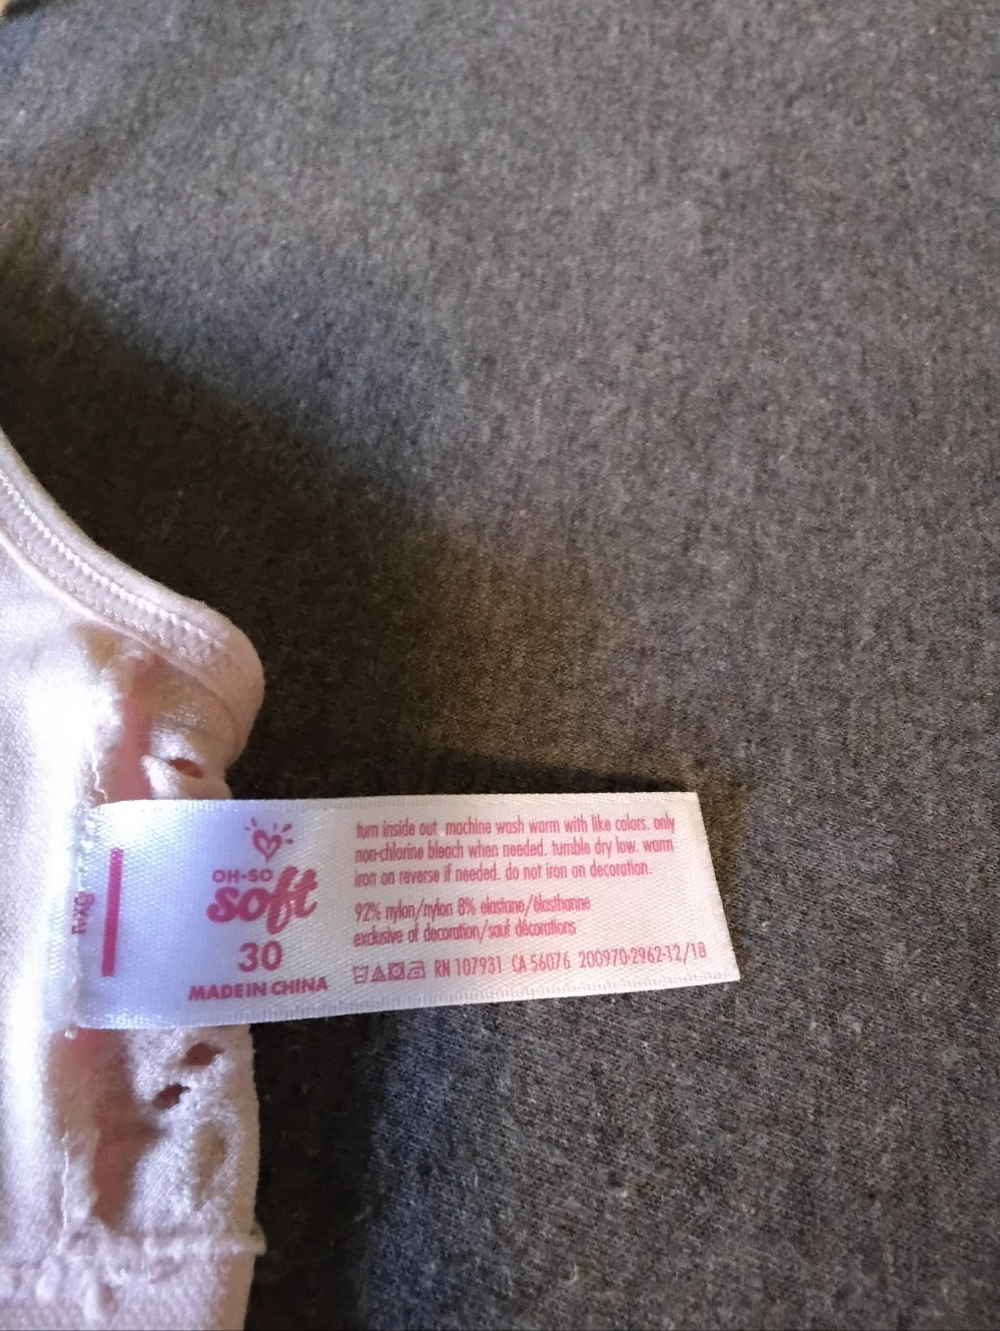 OH-SO
soft
30
MADE IN CHINA
turn inside out. machine wash warm with like colors. only
non-chlorine bleach when needed. tumble dry low. warm
iron on reverse if needed. do not iron on decoration.
92% nylon/nylon 8% elastane/élasthanne
exclusive of decoration/sauf décorations
RN 107931 CA 56076 200970-2962-12/18